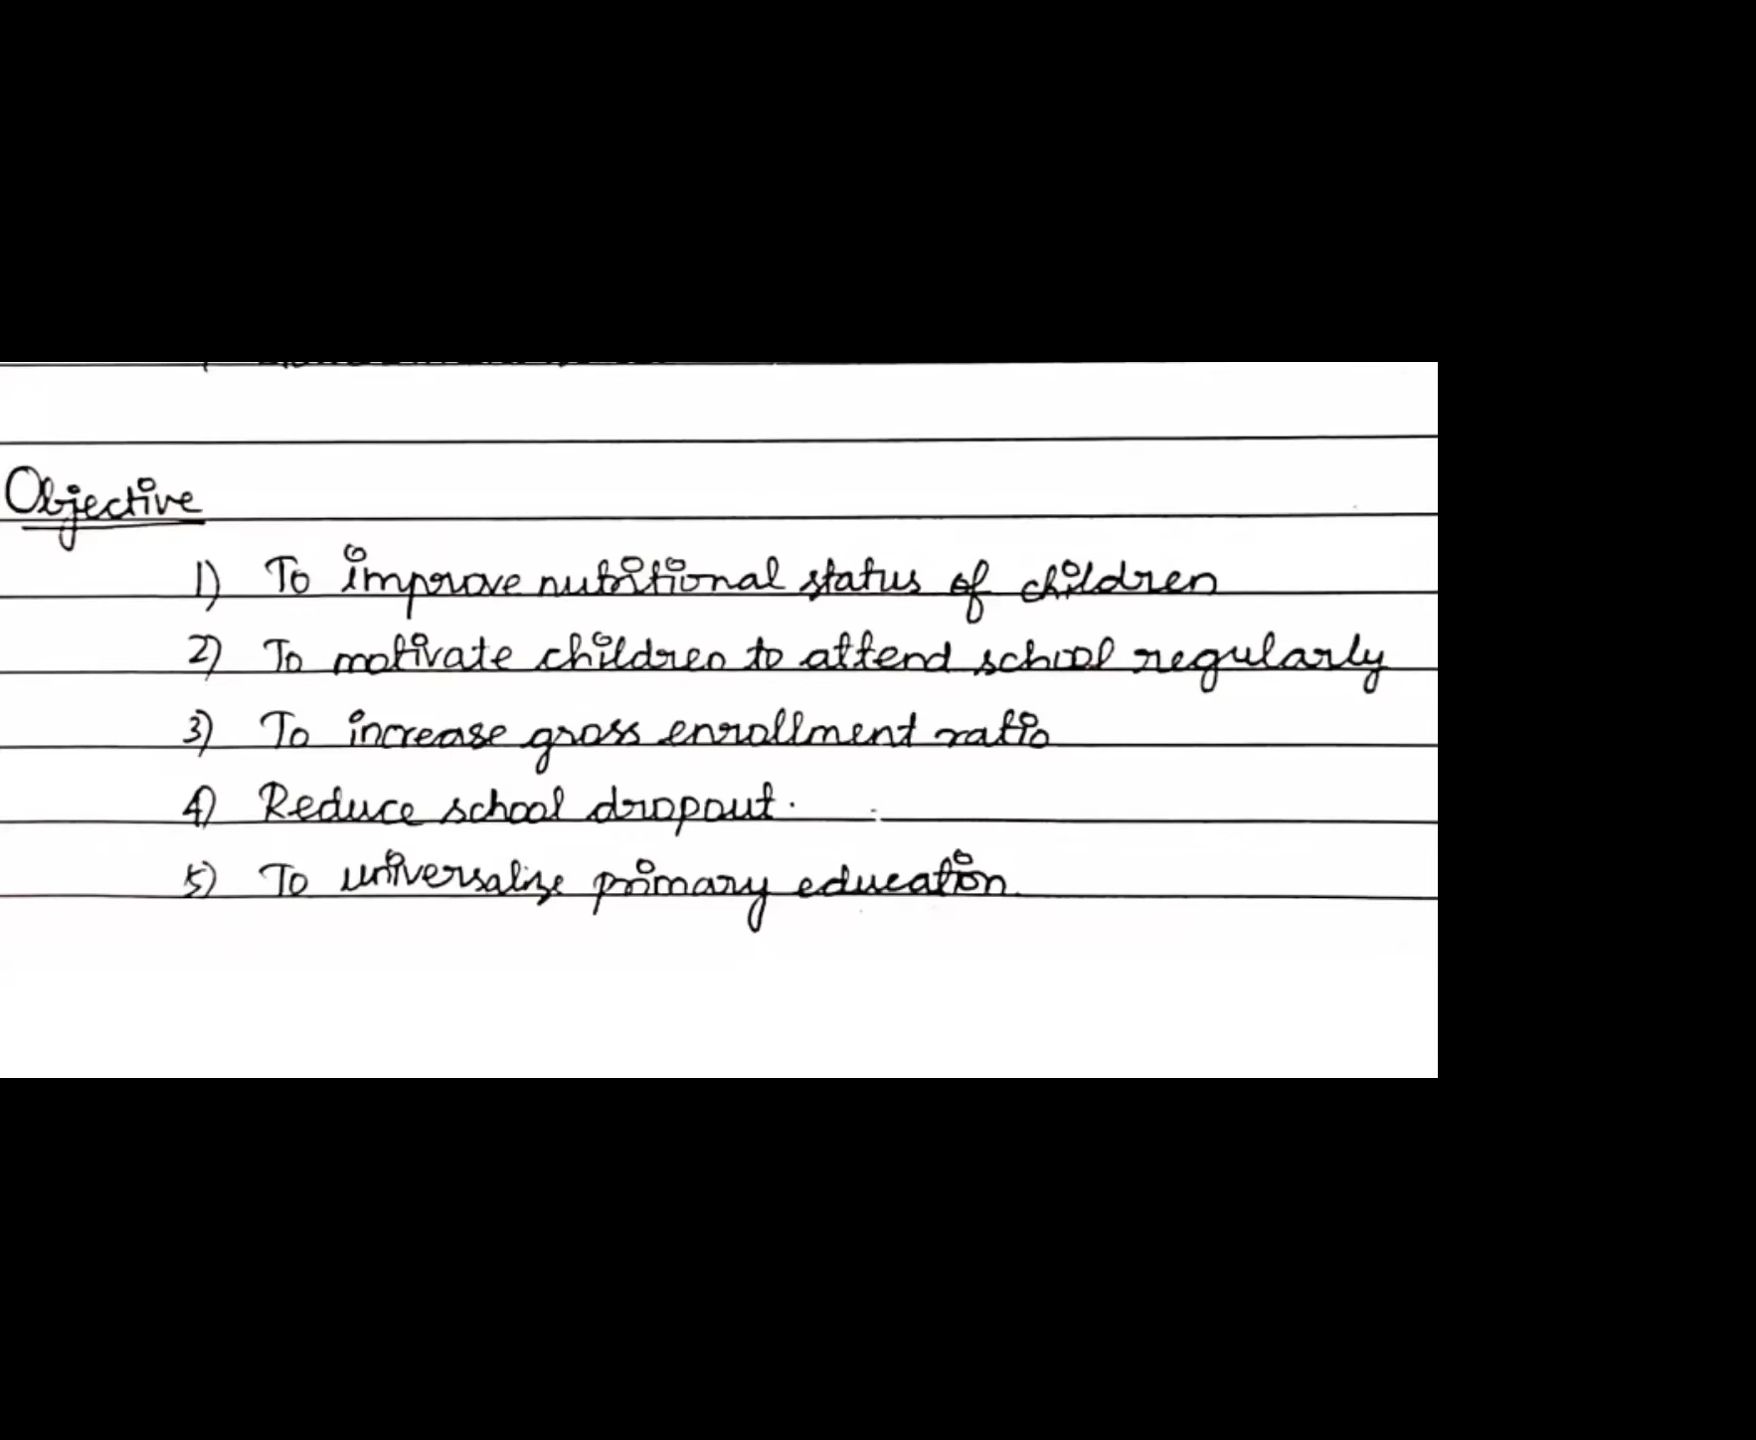 Objective
1) To improve nutritional status of children
2) To motivate children to attend school regularly
3) To increase gross enrollment ratio
4) Reduce school dropout.
5) To universalize primary education